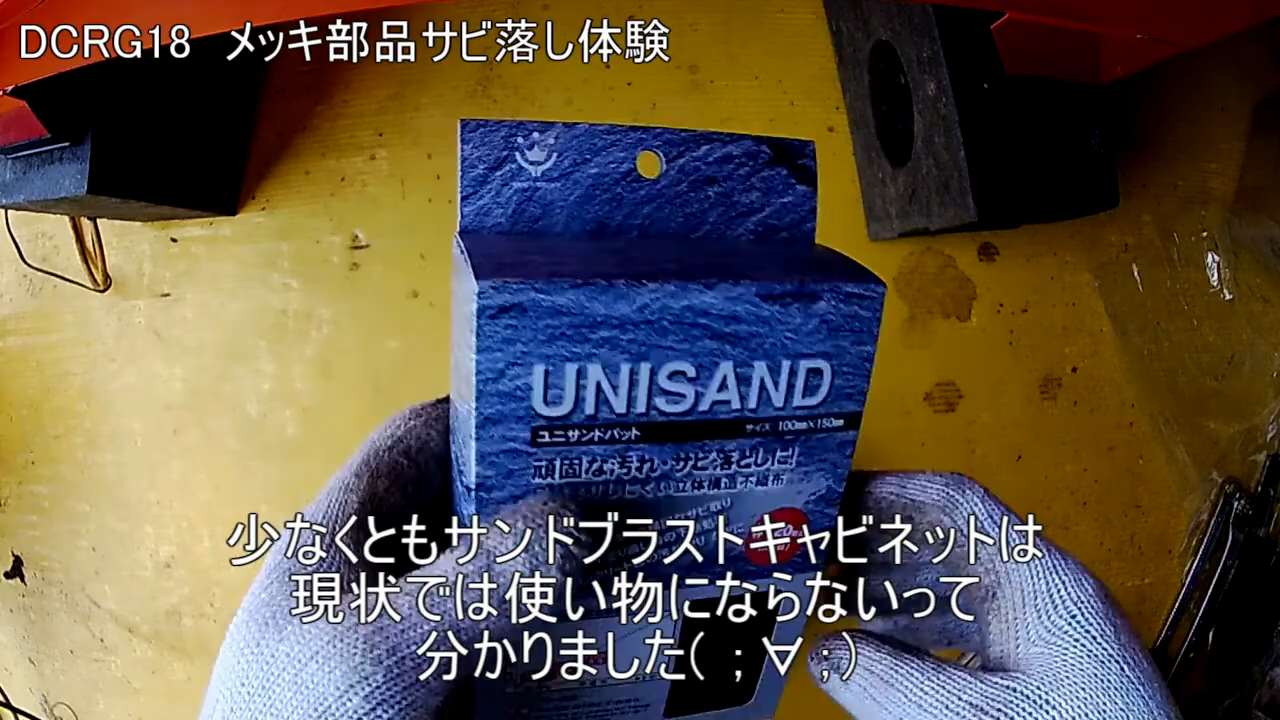 DCRG18　メッキ部品サビ落し体験
UNISAND
ユニサンドパット
サイズ 100mm×150mm
頑固な汚れ・サビ落としに!
立体構造不織布
サビ取り
少なくともサンドブラストキャビネットは
現状では使い物にならないって
分かりました( ; ∀ ; )